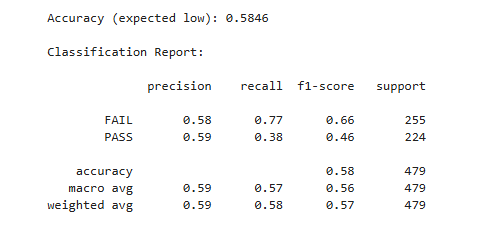 Accuracy (expected low): 0.5846
Classification Report:
precision recall f1-score support
FAIL 0.58 0.77 0.66 255
PASS 0.59 0.38 0.46 224
accuracy 0.58 479
macro avg 0.59 0.57 0.56 479
weighted avg 0.59 0.58 0.57 479